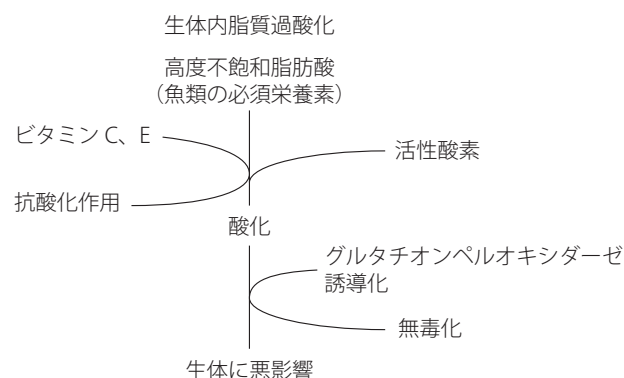 生体内脂質過酸化
高度不飽和脂肪酸
（魚類の必須栄養素）
ビタミン C、E
活性酸素
抗酸化作用
酸化
グルタチオンペルオキシダーゼ
誘導化
無毒化
生体に悪影響